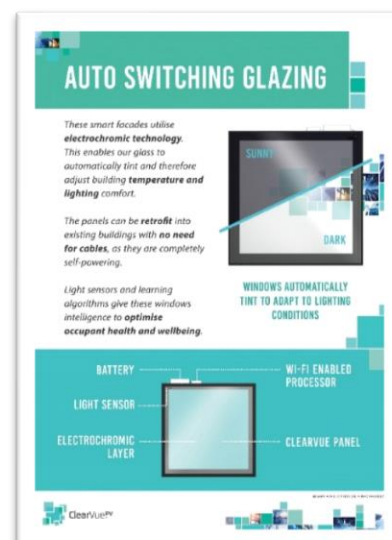 AUTO SWITCHING GLAZING
These smart facades utilise
electrochromic technology.
This enables our glass to
automatically tint and therefore
adjust building temperature and
lighting comfort.
The panels can be retrofit into
existing buildings with no need
for cables, as they are completely
self-powering.
Light sensors and learning
algorithms give these windows
intelligence to optimise
occupant health and wellbeing.
SUNNY
DARK
WINDOWS AUTOMATICALLY
TINT TO ADAPT TO LIGHTING
CONDITIONS
BATTERY
LIGHT SENSOR
ELECTROCHROMIC
LAYER
WI-FI ENABLED
PROCESSOR
CLEARVUE PANEL
ClearVuePV